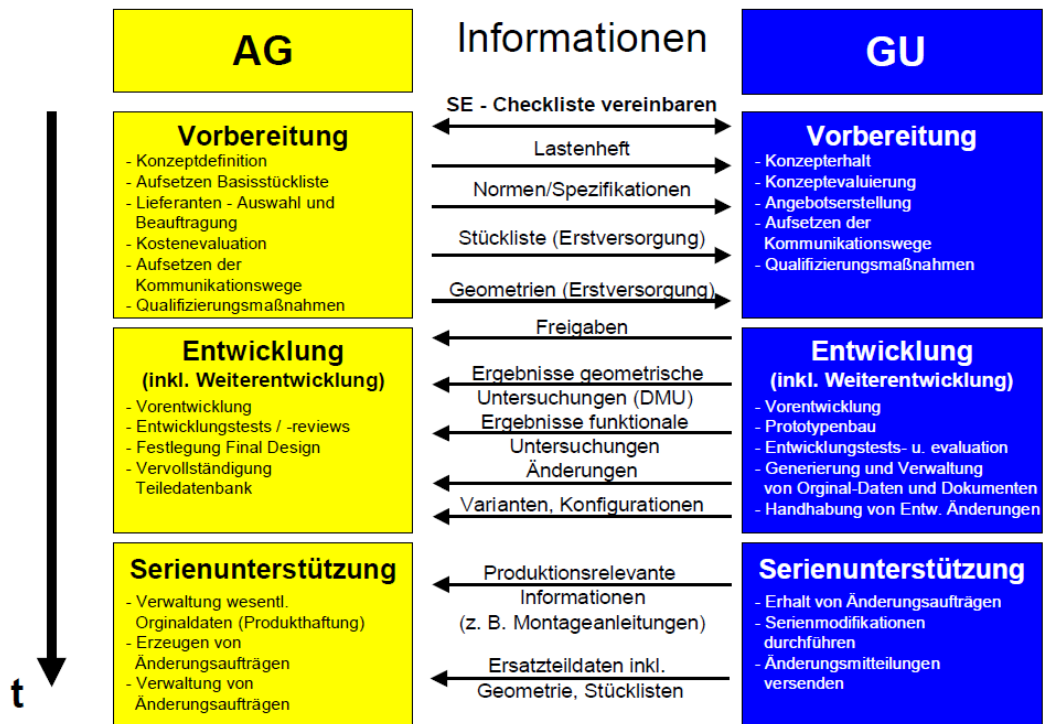 AG
Informationen
GU
SE - Checkliste vereinbaren
Vorbereitung
- Konzeptdefinition
- Aufsetzen Basisstückliste
- Lieferanten - Auswahl und
Beauftragung
- Kostenevaluation
- Aufsetzen der
Kommunikationswege
- Qualifizierungsmaßnahmen
Lastenheft
Normen/Spezifikationen
Stückliste (Erstversorgung)
Geometrien (Erstversorgung)
Vorbereitung
- Konzepterhalt
- Konzeptevaluierung
- Angebotserstellung
- Aufsetzen der
Kommunikationswege
- Qualifizierungsmaßnahmen
Entwicklung
(inkl. Weiterentwicklung)
- Vorentwicklung
- Entwicklungstests / -reviews
- Festlegung Final Design
- Vervollständigung
Teiledatenbank
Freigaben
Ergebnisse geometrische
Untersuchungen (DMU)
Ergebnisse funktionale
Untersuchungen
Änderungen
Varianten, Konfigurationen
Entwicklung
(inkl. Weiterentwicklung)
- Vorentwicklung
- Prototypenbau
- Entwicklungstests- u. evaluation
- Generierung und Verwaltung
von Orginal-Daten und Dokumenten
- Handhabung von Entw. Änderungen
Serienunterstützung
- Verwaltung wesentl.
Orginaldaten (Produkthaftung)
- Erzeugen von
Änderungsaufträgen
- Verwaltung von
Änderungsaufträgen
Produktionsrelevante
Informationen
(z. B. Montageanleitungen)
Ersatzteildaten inkl.
Geometrie, Stücklisten
Serienunterstützung
- Erhalt von Änderungsaufträgen
- Serienmodifikationen
durchführen
- Änderungsmitteilungen
versenden
t